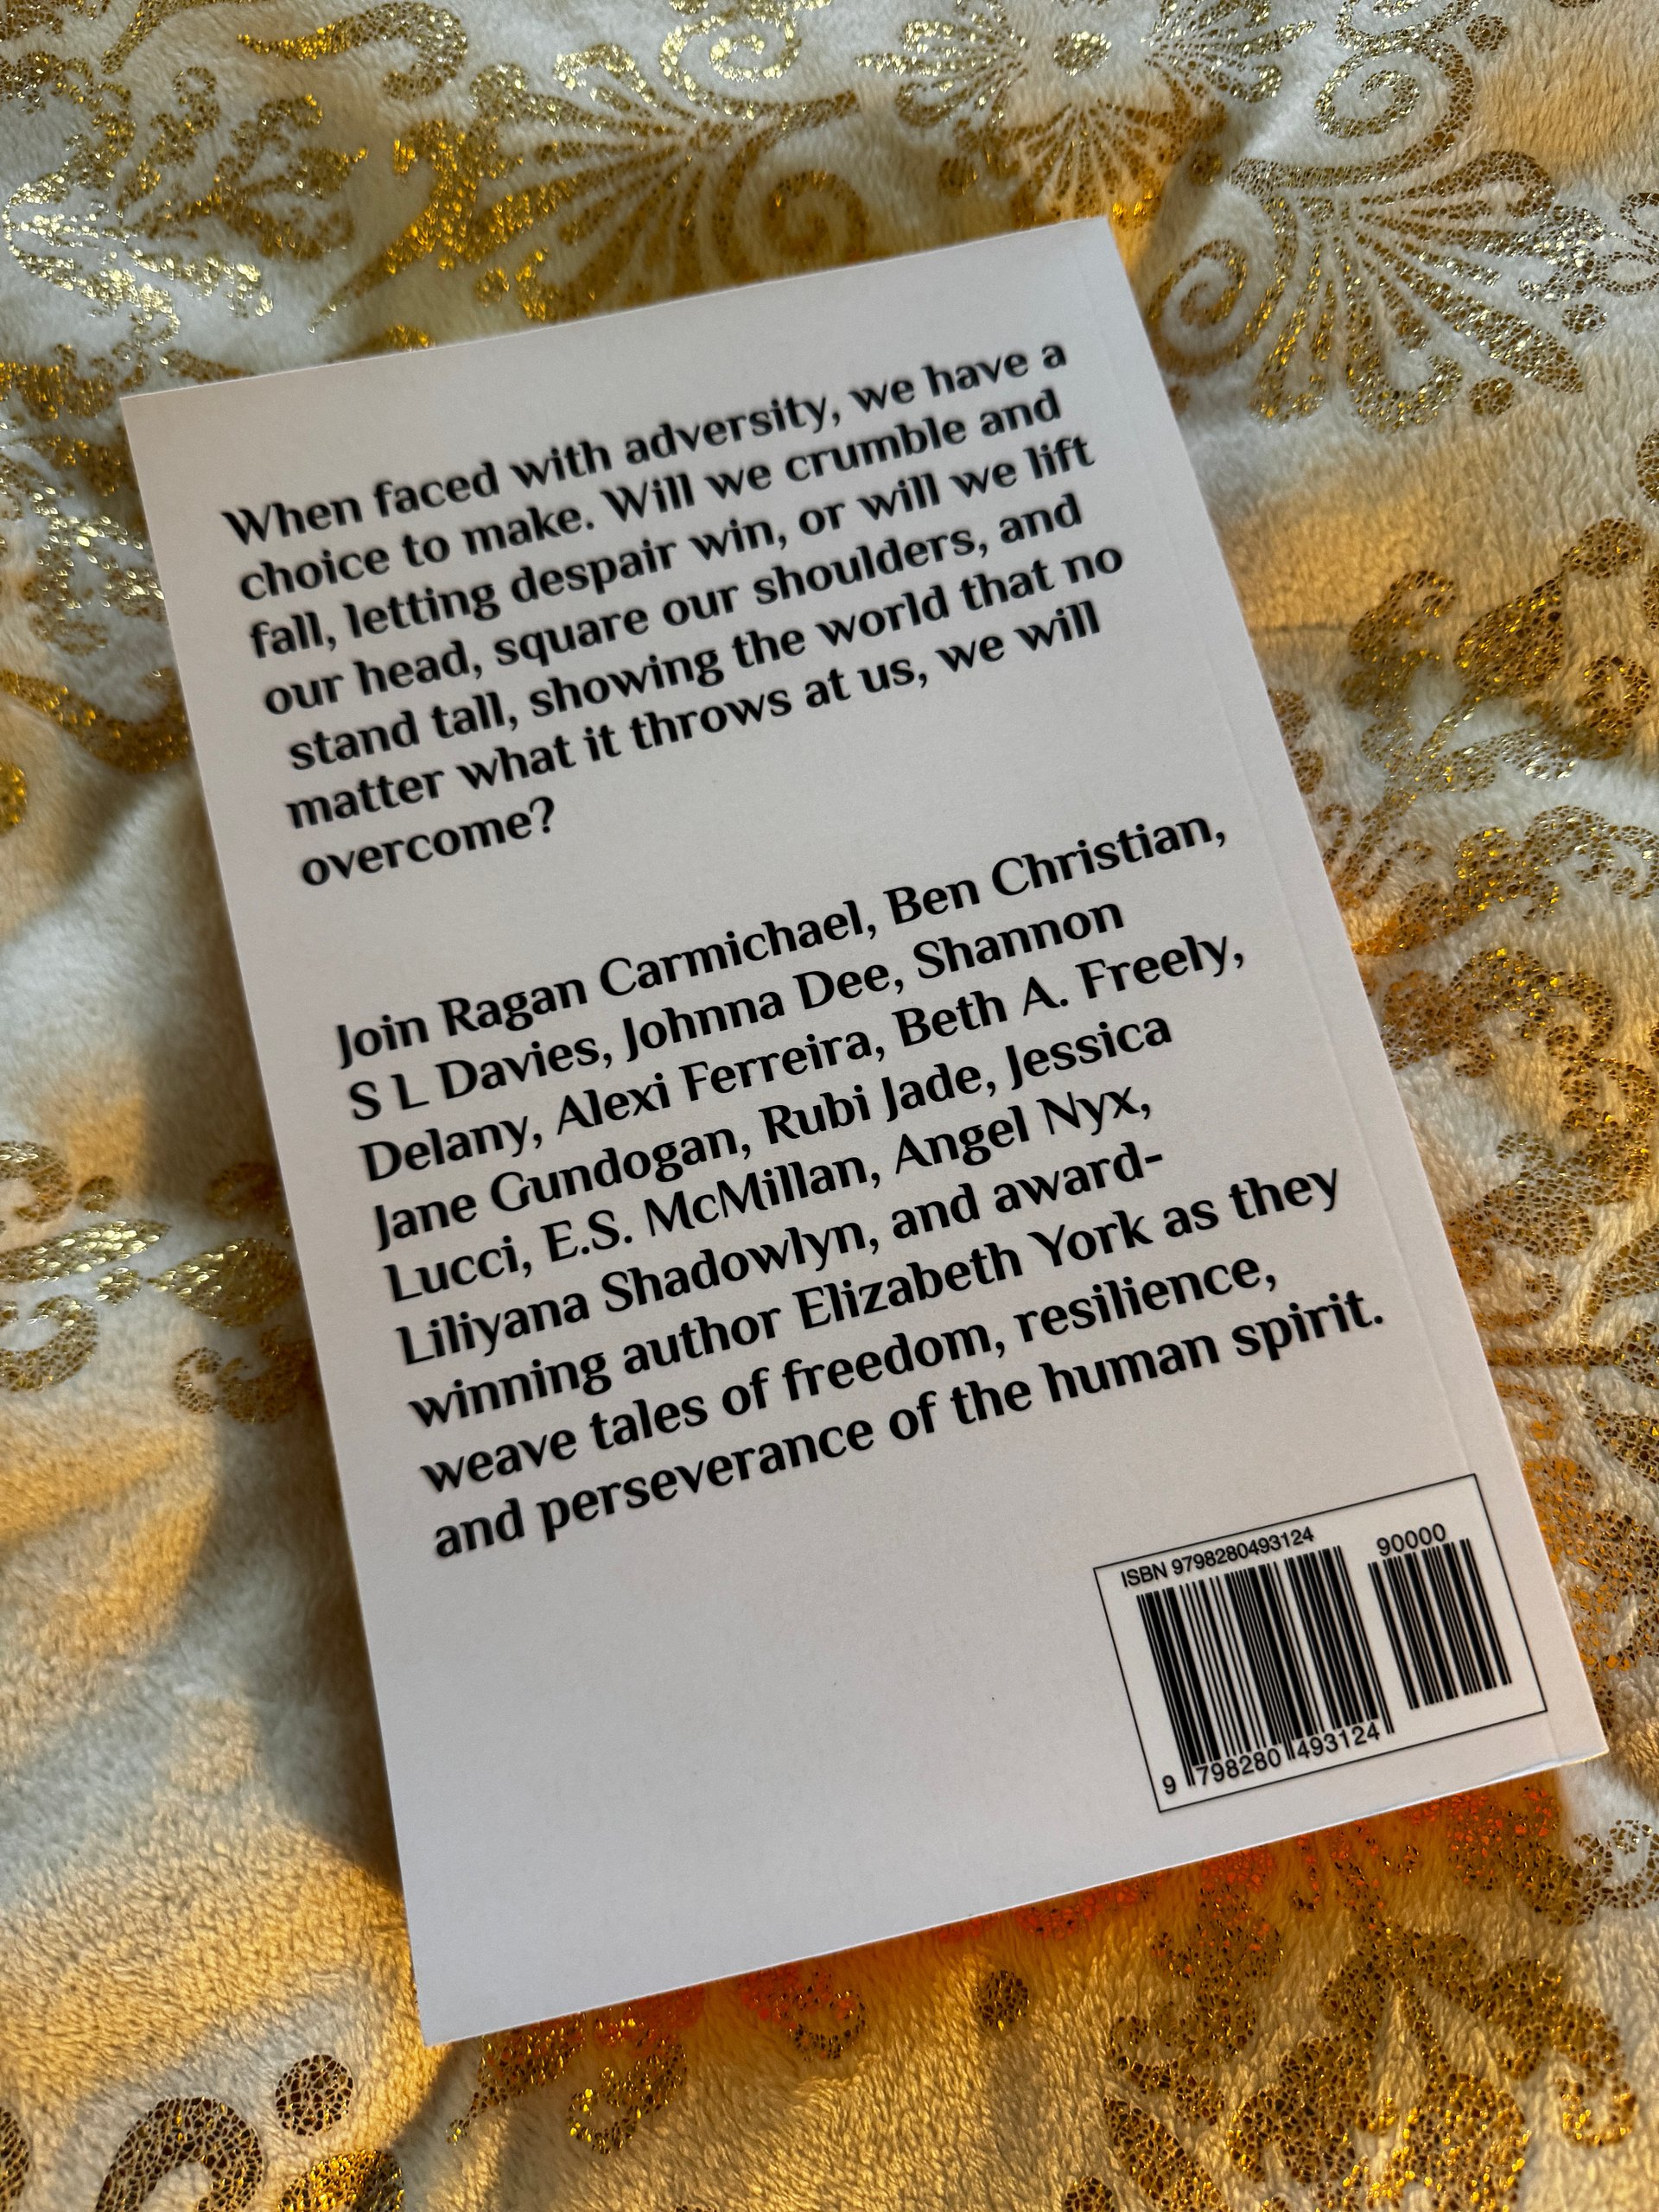 When faced with adversity, we have a
choice to make. Will we crumble and
fall, letting despair win, or will we lift
our head, square our shoulders, and
stand tall, showing the world that no
matter what it throws at us, we will
overcome?
Join Ragan Carmichael, Ben Christian,
S L Davies, Johnna Dee, Shannon
Delany, Alexi Ferreira, Beth A. Freely,
Jane Gundogan, Rubi Jade, Jessica
Lucci, E.S. McMillan, Angel Nyx,
Liliyana Shadowlyn, and award-
winning author Elizabeth York as they
weave tales of freedom, resilience,
and perseverance of the human spirit.
ISBN 9798280493124
90000
9 798280 493124